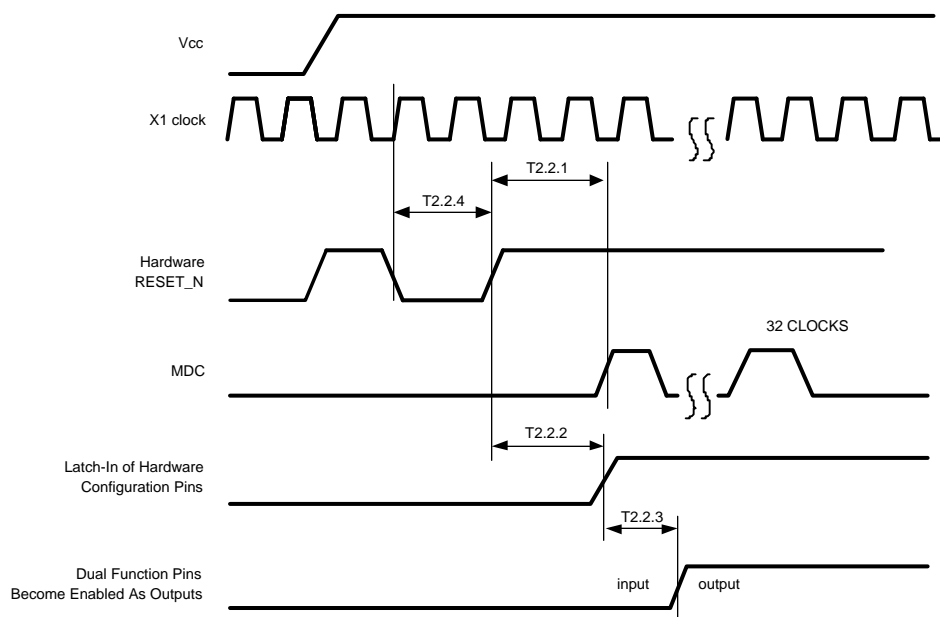 Vcc
X1 clock
T2.2.1
T2.2.4
Hardware
RESET_N
32 CLOCKS
MDC
T2.2.2
Latch-In of Hardware
Configuration Pins
T2.2.3
Dual Function Pins
Become Enabled As Outputs
input
output